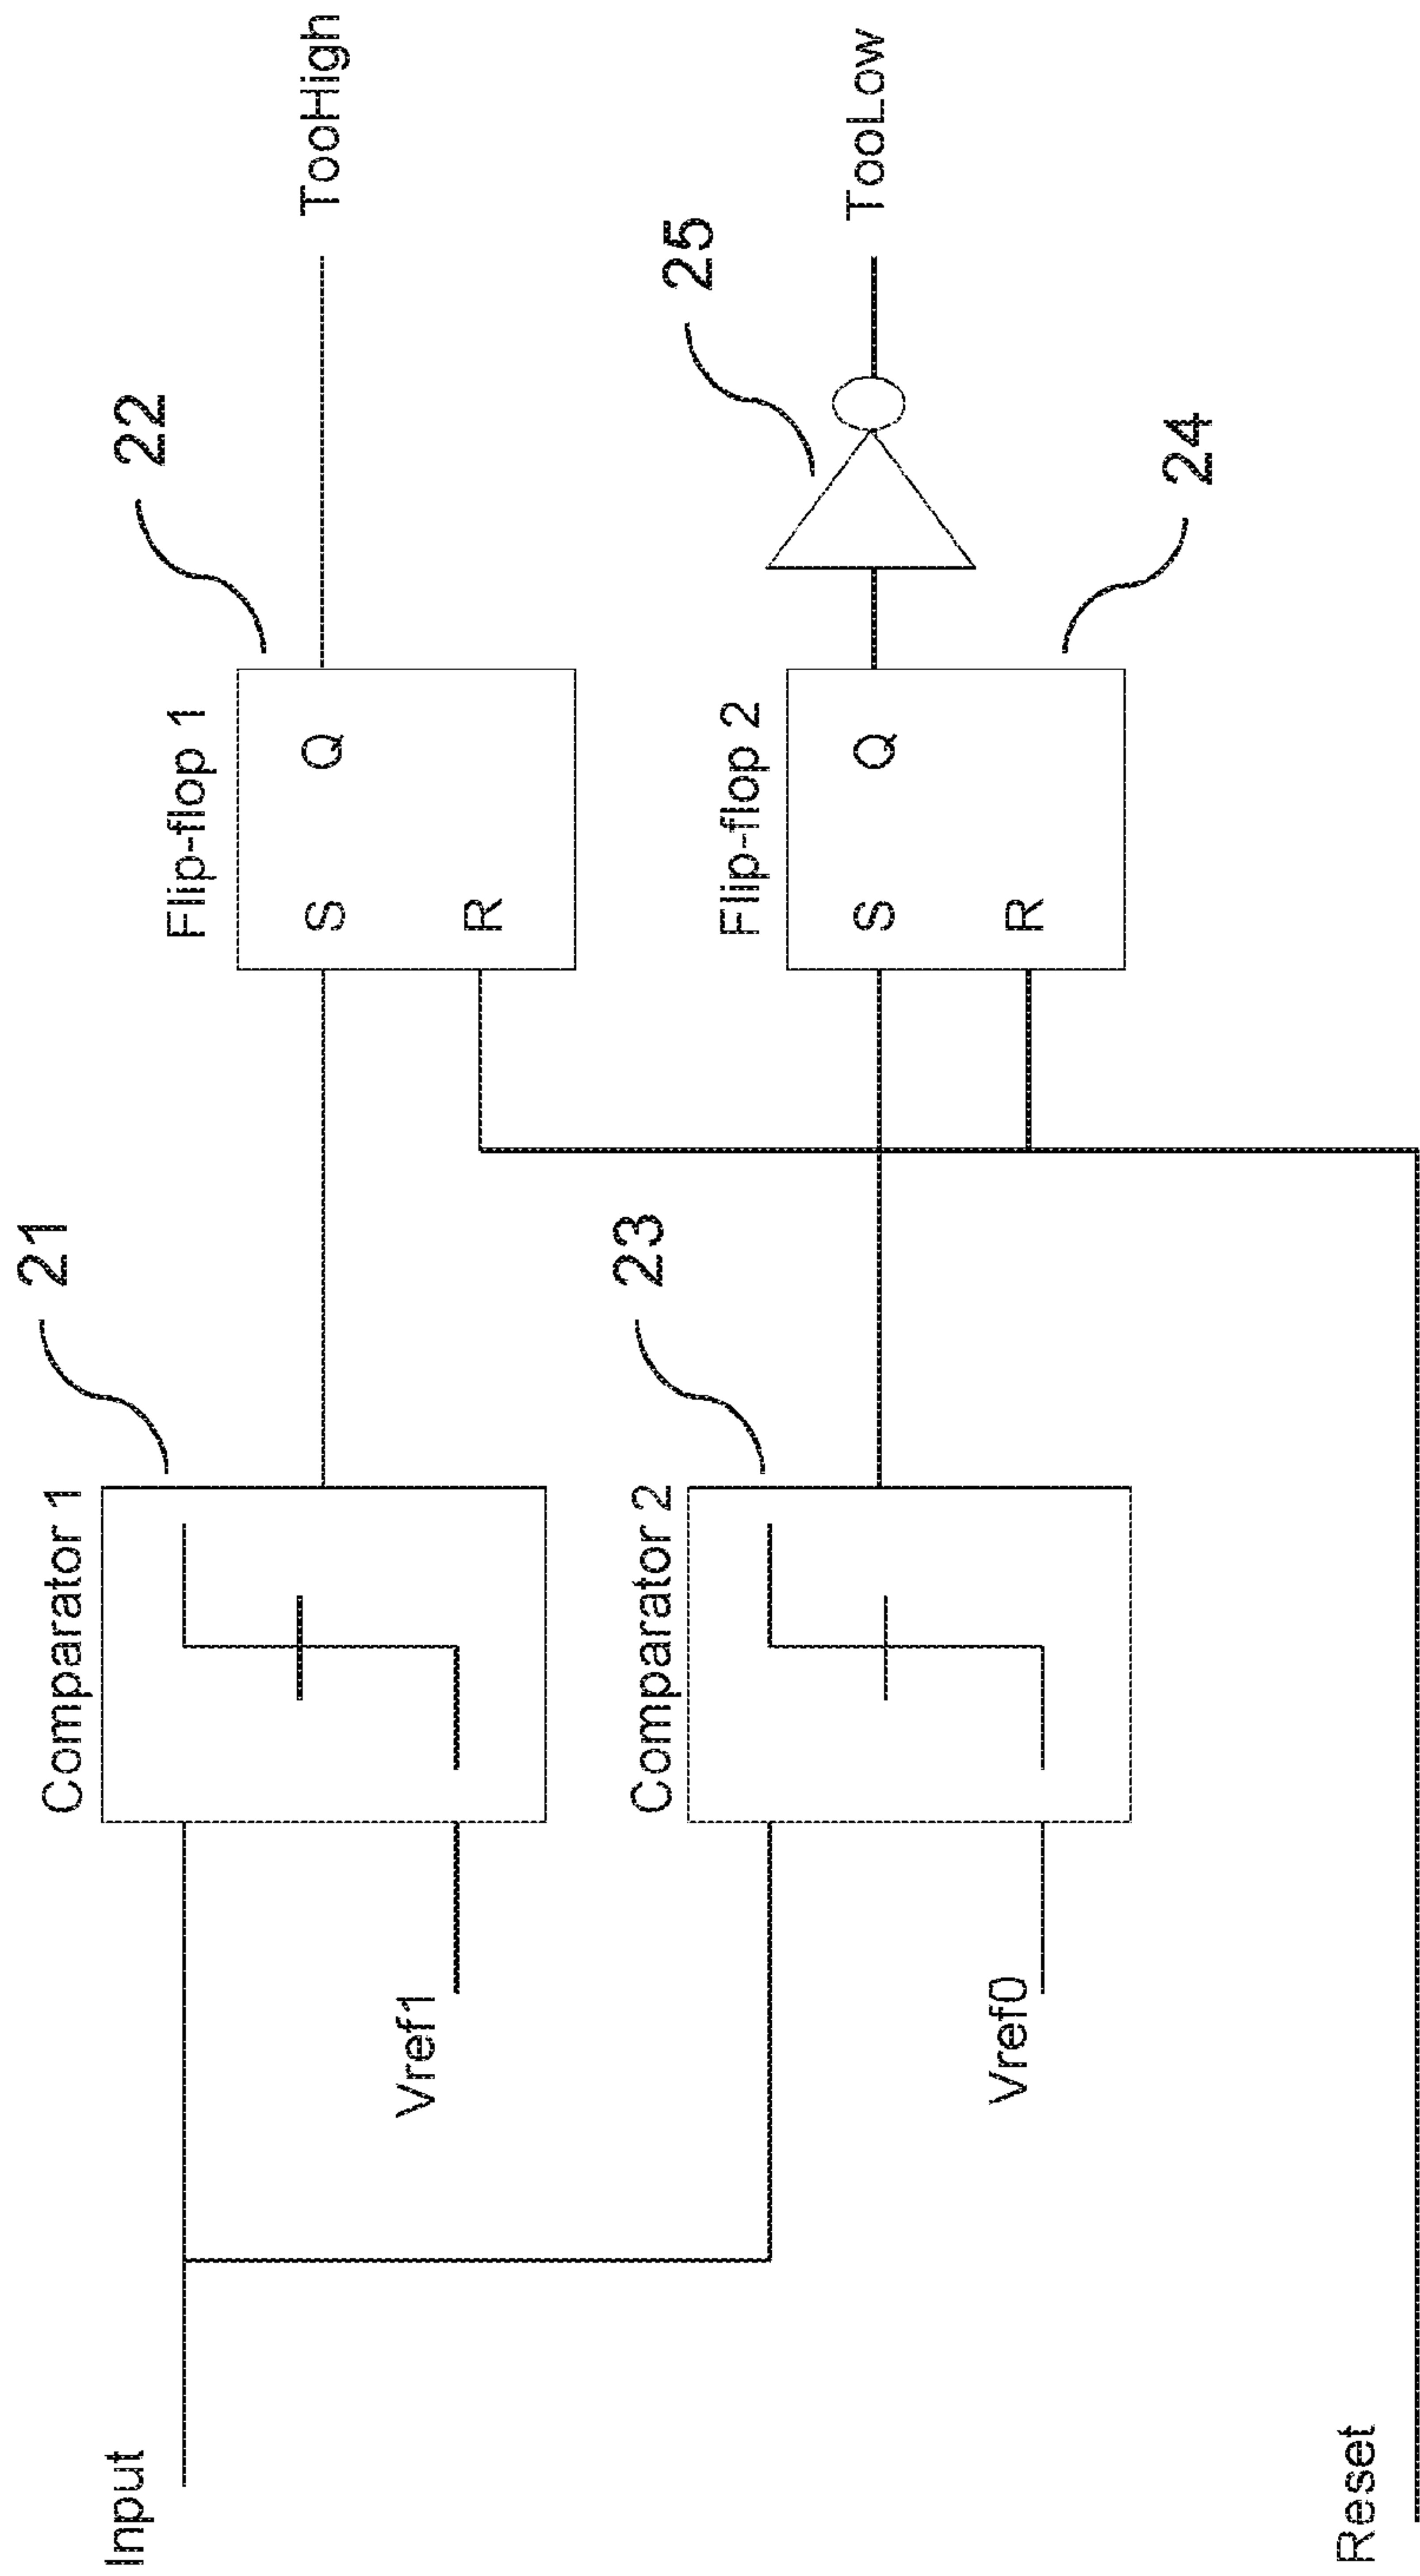 Input
Vref1
Comparator 1
21
Flip-flop 1
S
Q
R
22
TooHigh
Vref0
Comparator 2
23
Flip-flop 2
S
Q
R
24
25
TooLow
Reset